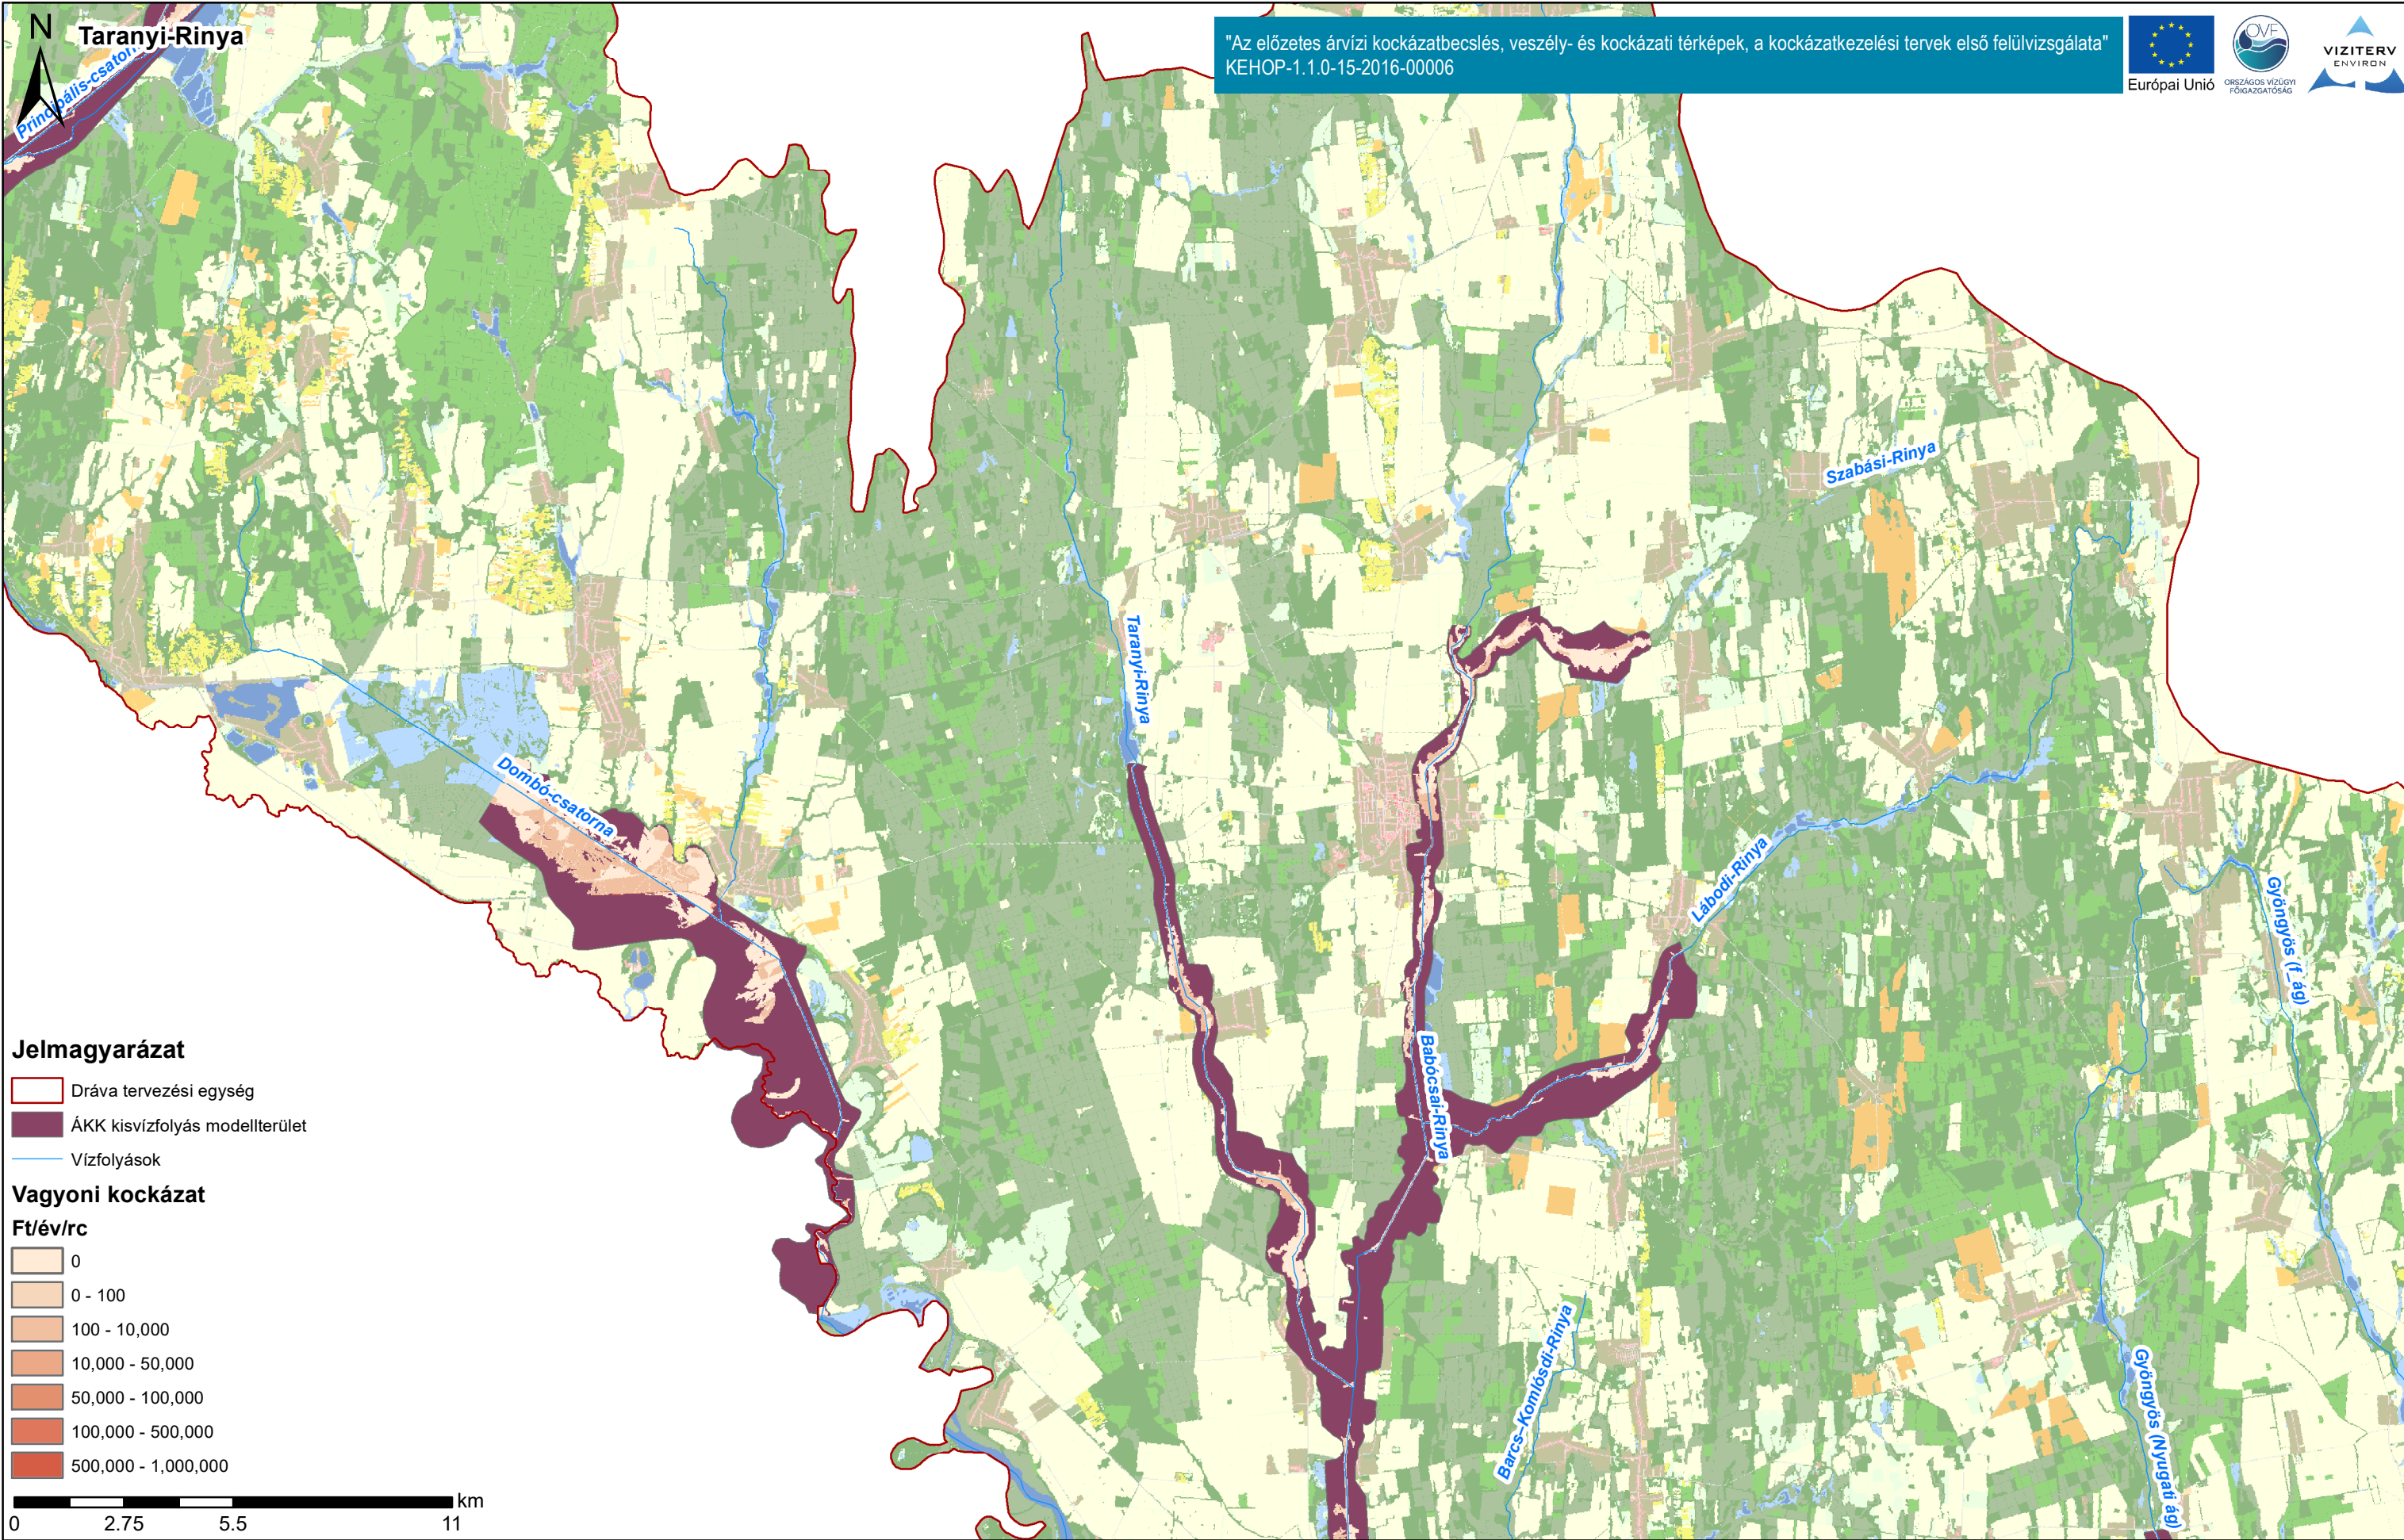 N
Taranyi-Rinya
"Az előzetes árvízi kockázatbecslés, veszély- és kockázati térképek, a kockázatkezelési tervek első felülvizsgálata"
KEHOP-1.1.0-15-2016-00006
Európai Unió
OVF
ORSZÁGOS VÍZÜGYI
FŐIGAZGATÓSÁG
VIZITERV
ENVIRON
Principális-csatorn
Szabási-Rinya
Taranyi-Rinya
Dombó-csatorna
Lábodi-Rinya
Gyöngyös (f_ág)
Babócsai-Rinya
Barcs-Komlósdi-Rinya
Gyöngyös (Nyugati ág)
Jelmagyarázat
Dráva tervezési egység
ÁKK kisvízfolyás modellterület
Vízfolyások
Vagyoni kockázat
Ft/év/rc
0
0 - 100
100 - 10,000
10,000 - 50,000
50,000 - 100,000
100,000 - 500,000
500,000 - 1,000,000
km
0 2.75 5.5 11